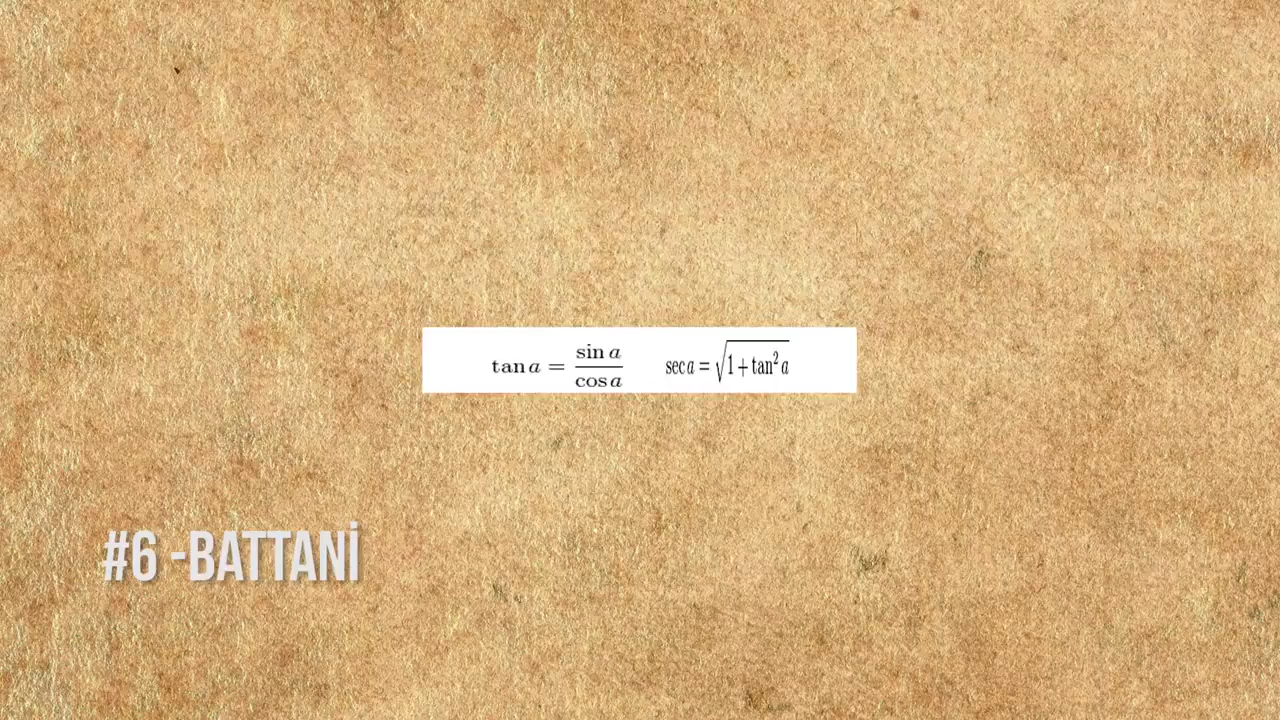 tan a = sin a / cos a    sec a = √(1 + tan² a)
#6 -BATTANİ